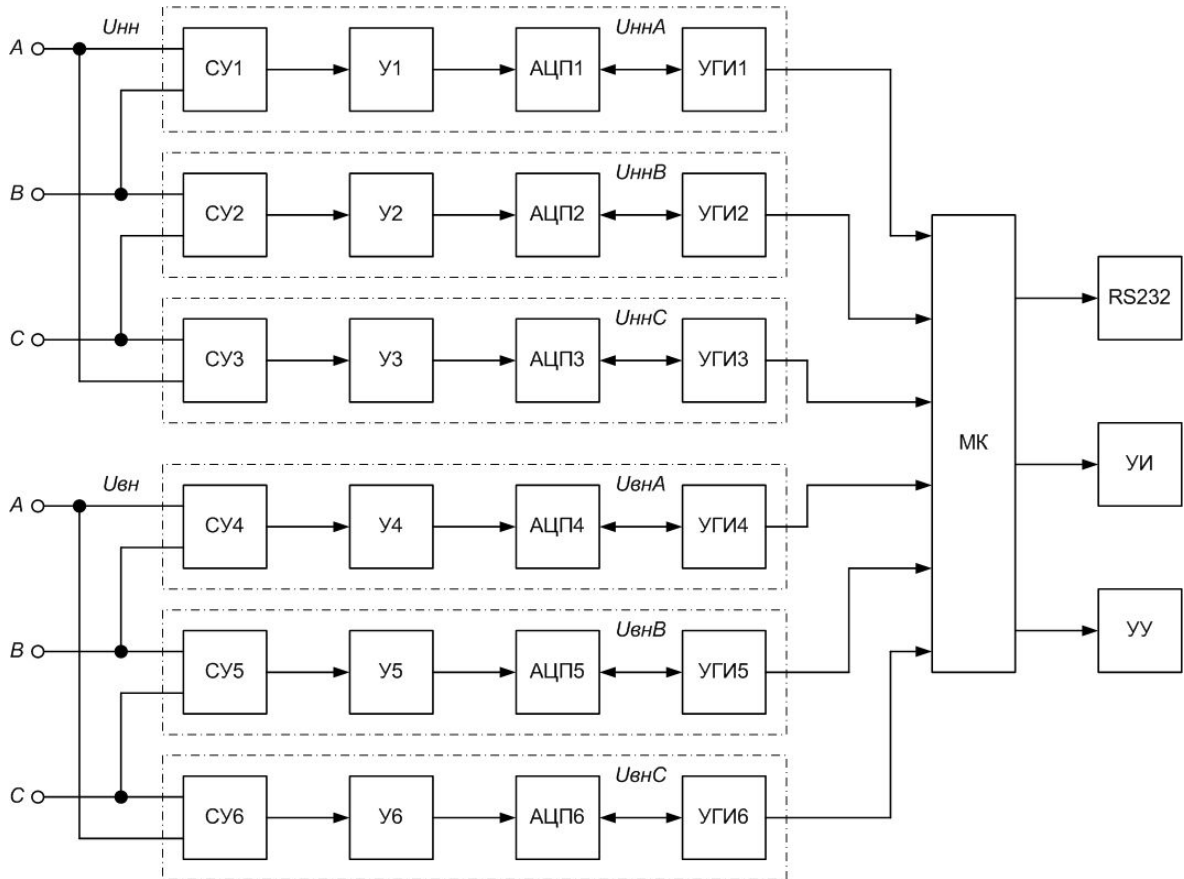 Uнн
UннA
A
СУ1
У1
АЦП1
УГИ1
UннB
B
СУ2
У2
АЦП2
УГИ2
UннC
C
СУ3
У3
АЦП3
УГИ3
RS232
МК
УИ
УУ
Uвн
UвнA
A
СУ4
У4
АЦП4
УГИ4
UвнB
B
СУ5
У5
АЦП5
УГИ5
UвнC
C
СУ6
У6
АЦП6
УГИ6